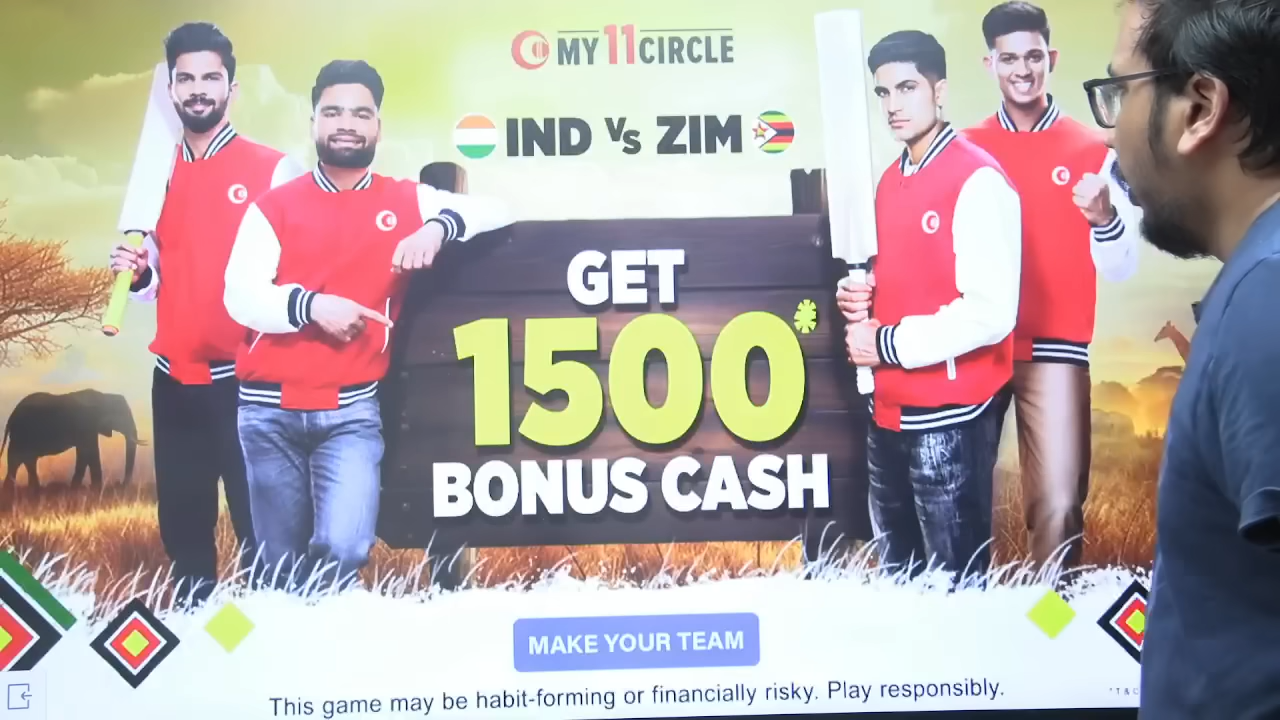 MY11CIRCLE
IND Vs ZIM
GET
1500*
BONUS CASH
MAKE YOUR TEAM
This game may be habit-forming or financially risky. Play responsibly.
*T&C